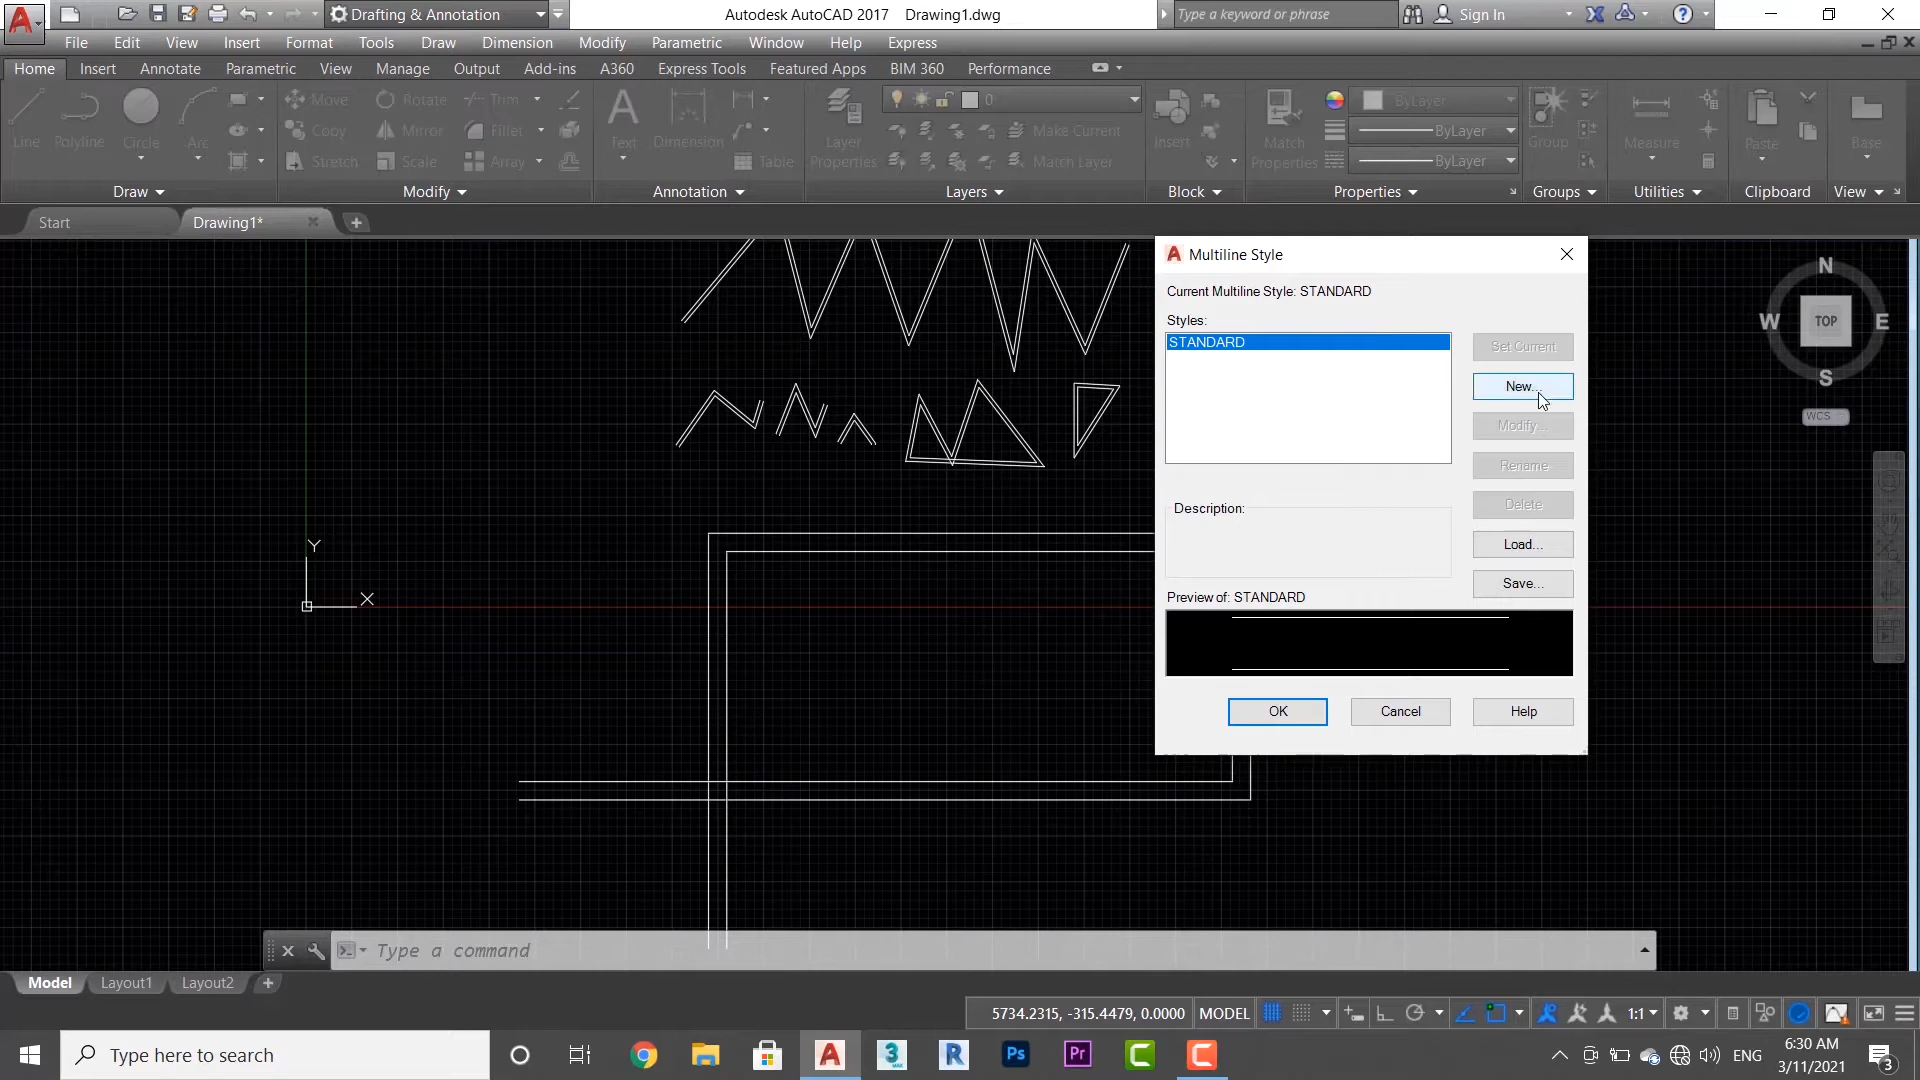 Drafting & Annotation
Autodesk AutoCAD 2017 Drawing1.dwg
Type a keyword or phrase
Sign In
File Edit View Insert Format Tools Draw Dimension Modify Parametric Window Help Express
Home Insert Annotate Parametric View Manage Output Add-ins A360 Express Tools Featured Apps BIM 360 Performance
Line Polyline Circle Arc
Move Rotate Trim
Copy Mirror Fillet
Stretch Scale Array
Text Dimension
Table
Layer
Properties
0
Make Current
Match Layer
Insert
Match
Properties
ByLayer
ByLayer
ByLayer
Group
Measure
Paste
Base
Draw Modify Annotation Layers Block Properties Groups Utilities Clipboard View
Start Drawing1*
Multiline Style
Current Multiline Style: STANDARD
Styles:
STANDARD
Set Current
New...
Modify...
Rename
Delete
Load...
Save...
Description:
Preview of: STANDARD
OK Cancel Help
N
W TOP E
S
WCS
Y
X
Type a command
Model Layout1 Layout2
5734.2315, -315.4479, 0.0000 MODEL
1:1
Type here to search
3
MAX
R
Ps
Pr
C
C
ENG
6:30 AM
3/11/2021
3